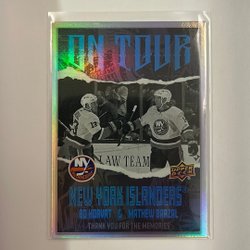 ON TOUR
LAW TEAM
NEW YORK ISLANDERS
BO HORVAT & MATHEW BARZAL
THANK YOU FOR THE MEMORIES